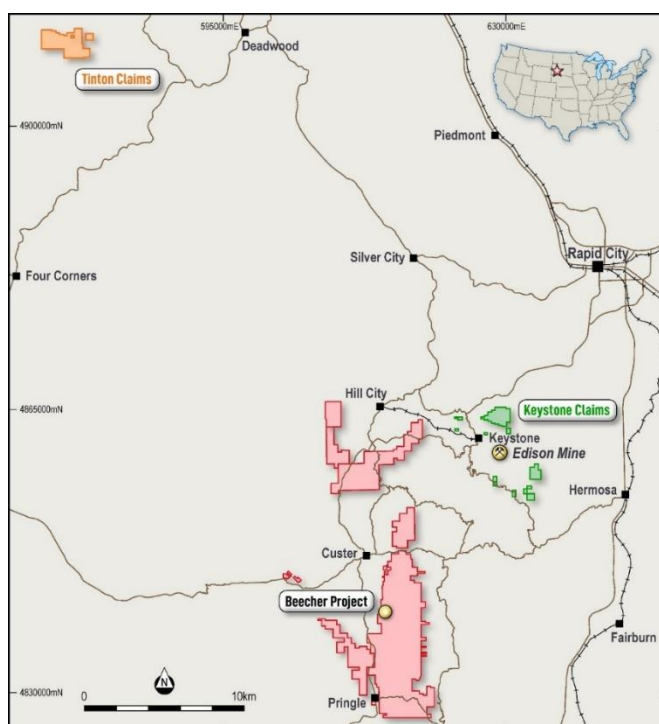 595000mE
630000mE
Deadwood
Tinton Claims
4900000mN
Piedmont
Silver City
Rapid City
Four Corners
Hill City
4865000mN
Keystone Claims
Keystone
Edison Mine
Hermosa
Custer
Beecher Project
Fairburn
N
4830000mN
0
10km
Pringle